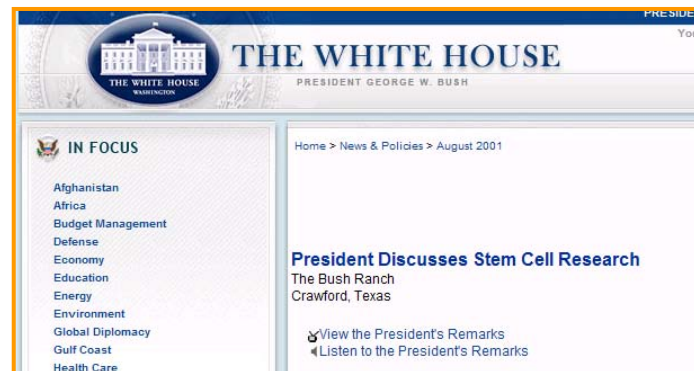 PRESIDE
You
THE WHITE HOUSE
PRESIDENT GEORGE W. BUSH
THE WHITE HOUSE
WASHINGTON
IN FOCUS
Afghanistan
Africa
Budget Management
Defense
Economy
Education
Energy
Environment
Global Diplomacy
Gulf Coast
Health Care
Home > News & Policies > August 2001
President Discusses Stem Cell Research
The Bush Ranch
Crawford, Texas
View the President's Remarks
Listen to the President's Remarks